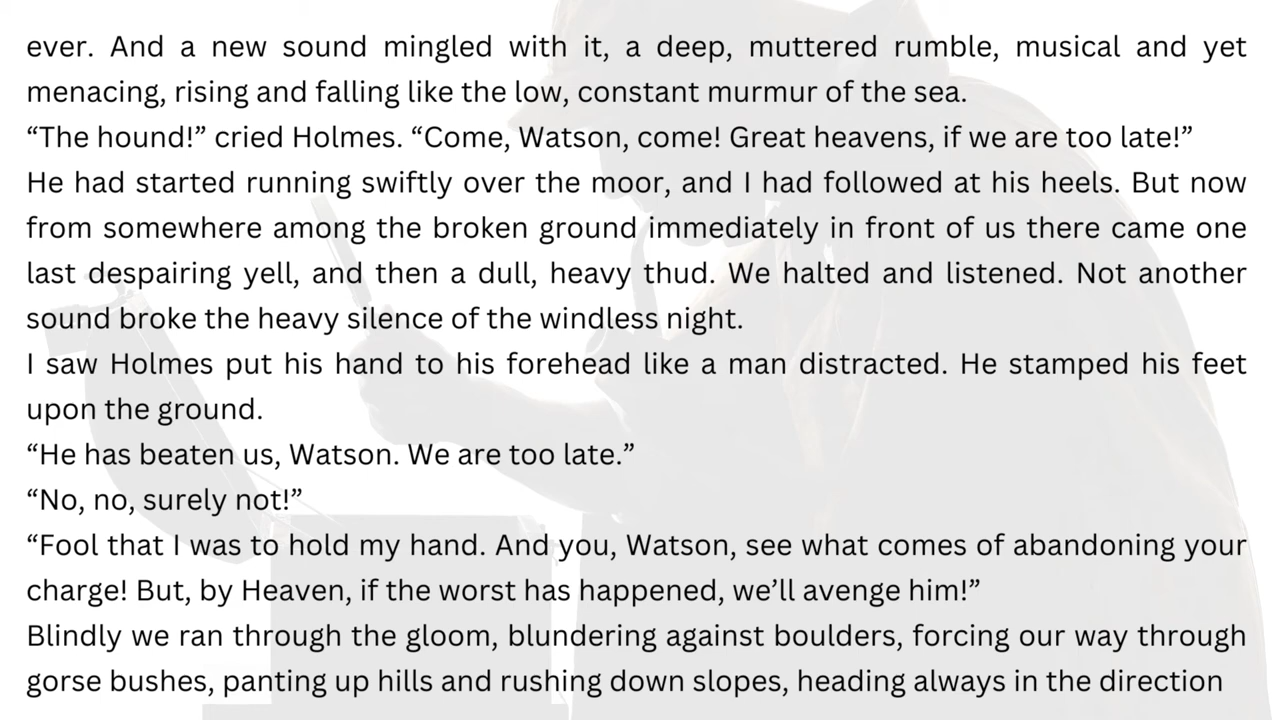 ever. And a new sound mingled with it, a deep, muttered rumble, musical and yet
menacing, rising and falling like the low, constant murmur of the sea.
“The hound!” cried Holmes. “Come, Watson, come! Great heavens, if we are too late!”
He had started running swiftly over the moor, and I had followed at his heels. But now
from somewhere among the broken ground immediately in front of us there came one
last despairing yell, and then a dull, heavy thud. We halted and listened. Not another
sound broke the heavy silence of the windless night.
I saw Holmes put his hand to his forehead like a man distracted. He stamped his feet
upon the ground.
“He has beaten us, Watson. We are too late.”
“No, no, surely not!”
“Fool that I was to hold my hand. And you, Watson, see what comes of abandoning your
charge! But, by Heaven, if the worst has happened, we’ll avenge him!”
Blindly we ran through the gloom, blundering against boulders, forcing our way through
gorse bushes, panting up hills and rushing down slopes, heading always in the direction